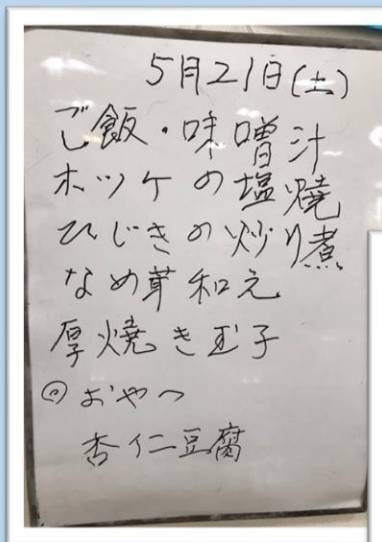 5月21日(土)
ご飯・味噌汁
ホッケの塩焼
ひじきの炒り煮
なめ茸和え
厚焼き玉子
◎おやつ
杏仁豆腐